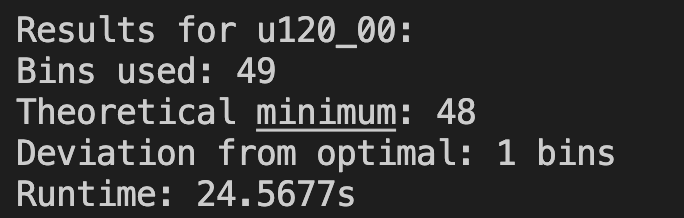 Results for u120_00:
Bins used: 49
Theoretical minimum: 48
Deviation from optimal: 1 bins
Runtime: 24.5677s